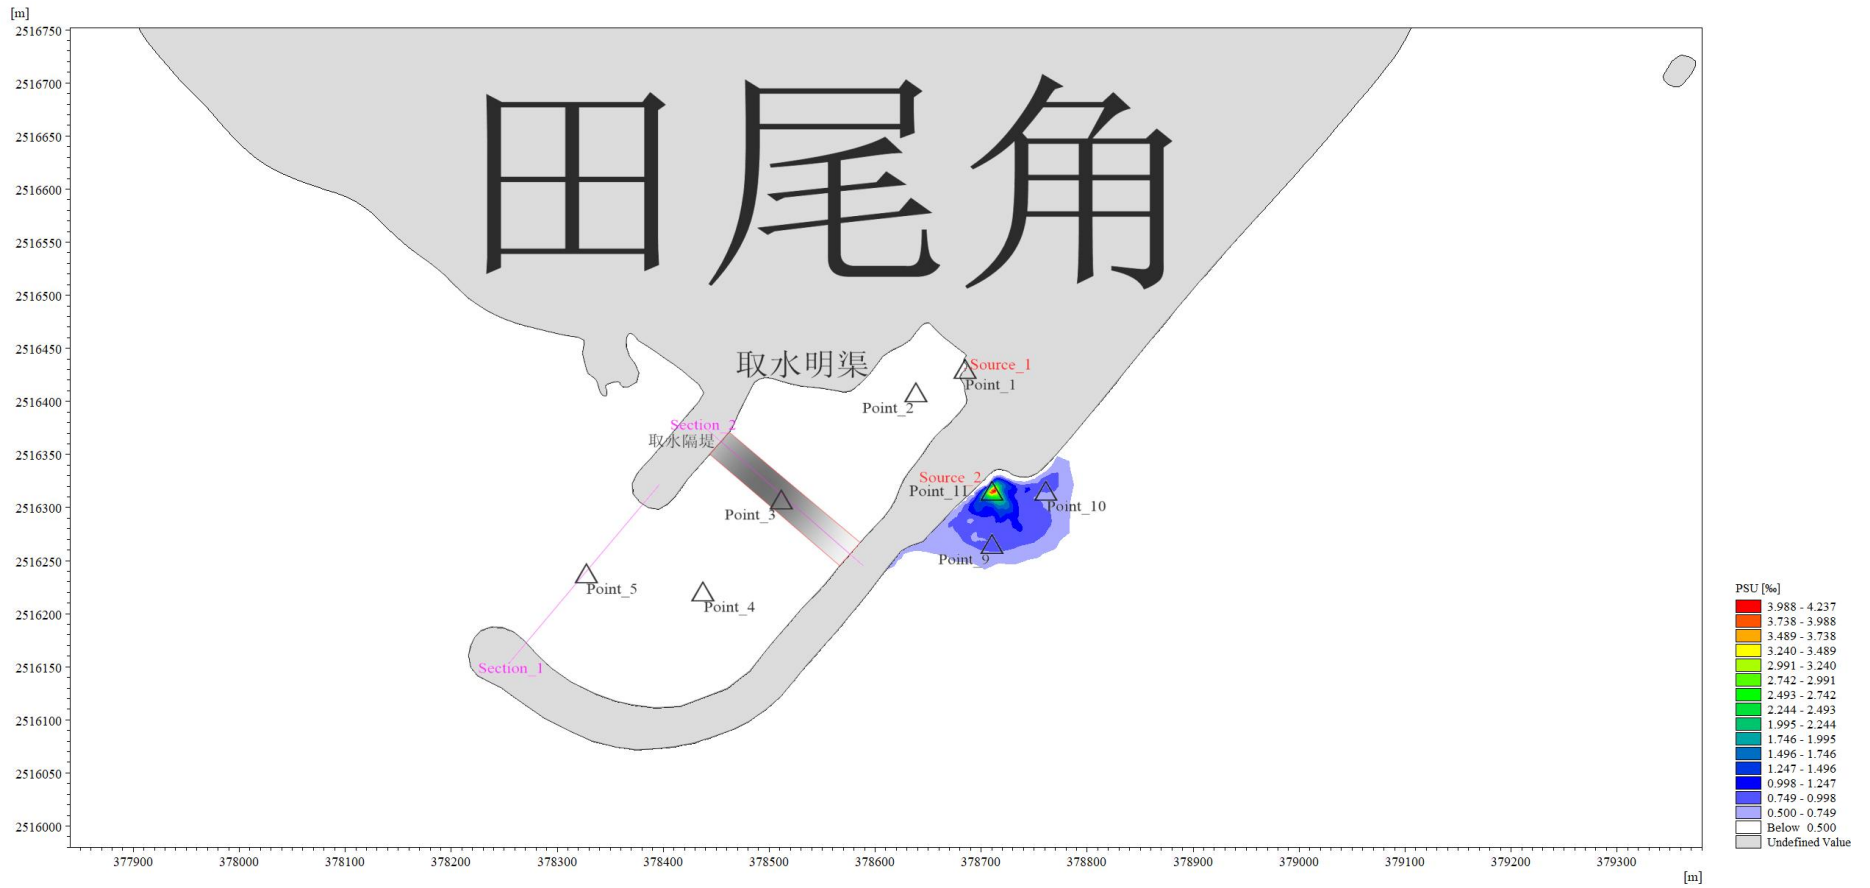 [m]
2516750
2516700
2516650
2516600
2516550
2516500
2516450
2516400
2516350
2516300
2516250
2516200
2516150
2516100
2516050
2516000
田尾角
取水明渠
Source_1
Point_1
Point_2
Section_2
取水隔堤
Source_2
Point_11
Point_10
Point_3
Point_9
Point_5
Point_4
Section_1
PSU [‰]
3.988 - 4.237
3.738 - 3.988
3.489 - 3.738
3.240 - 3.489
2.991 - 3.240
2.742 - 2.991
2.493 - 2.742
2.244 - 2.493
1.995 - 2.244
1.746 - 1.995
1.496 - 1.746
1.247 - 1.496
0.998 - 1.247
0.749 - 0.998
0.500 - 0.749
Below 0.500
Undefined Value
377900 378000 378100 378200 378300 378400 378500 378600 378700 378800 378900 379000 379100 379200 379300
[m]